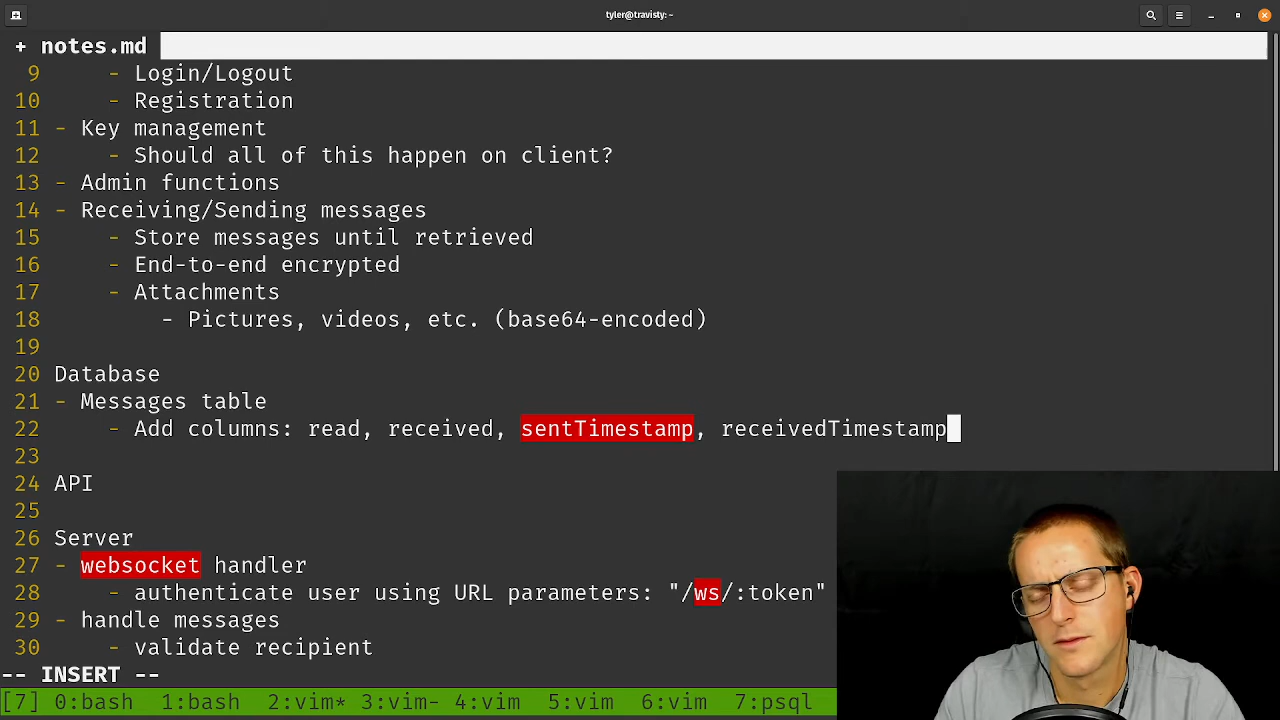 tyler@travisty: ~
+ notes.md
9 - Login/Logout
10 - Registration
11 - Key management
12 - Should all of this happen on client?
13 - Admin functions
14 - Receiving/Sending messages
15 - Store messages until retrieved
16 - End-to-end encrypted
17 - Attachments
18 - Pictures, videos, etc. (base64-encoded)
19
20 Database
21 - Messages table
22 - Add columns: read, received, sentTimestamp, receivedTimestamp
23
24 API
25
26 Server
27 - websocket handler
28 - authenticate user using URL parameters: "/ws/:token"
29 - handle messages
30 - validate recipient
-- INSERT --
[7] 0:bash 1:bash 2:vim* 3:vim- 4:vim 5:vim 6:vim 7:psql